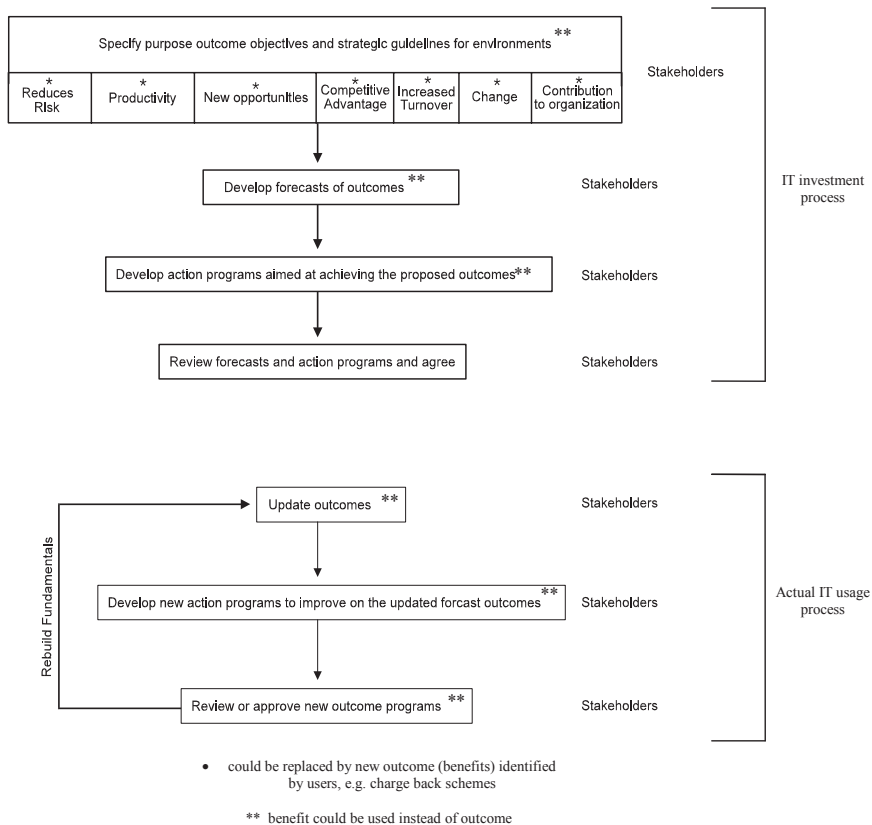 Specify purpose outcome objectives and strategic guidelines for environments **
Stakeholders
* Reduces Risk
* Productivity
* New opportunities
* Competitive Advantage
* Increased Turnover
* Change
* Contribution to organization
Develop forecasts of outcomes **
Stakeholders
IT investment
process
Develop action programs aimed at achieving the proposed outcomes**
Stakeholders
Review forecasts and action programs and agree
Stakeholders
Update outcomes **
Stakeholders
Rebuild Fundamentals
Develop new action programs to improve on the updated forcast outcomes **
Stakeholders
Actual IT usage
process
Review or approve new outcome programs **
Stakeholders
• could be replaced by new outcome (benefits) identified
by users, e.g. charge back schemes
** benefit could be used instead of outcome